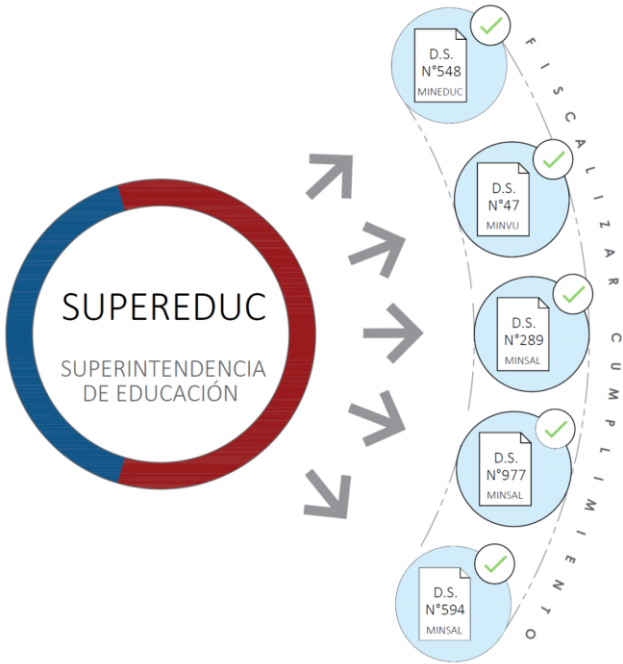 SUPEREDUC
SUPERINTENDENCIA
DE EDUCACIÓN
D.S.
N°548
MINEDUC
D.S.
N°47
MINVU
D.S.
N°289
MINSAL
D.S.
N°977
MINSAL
D.S.
N°594
MINSAL
FISCALIZAR CUMPLIMIENTO